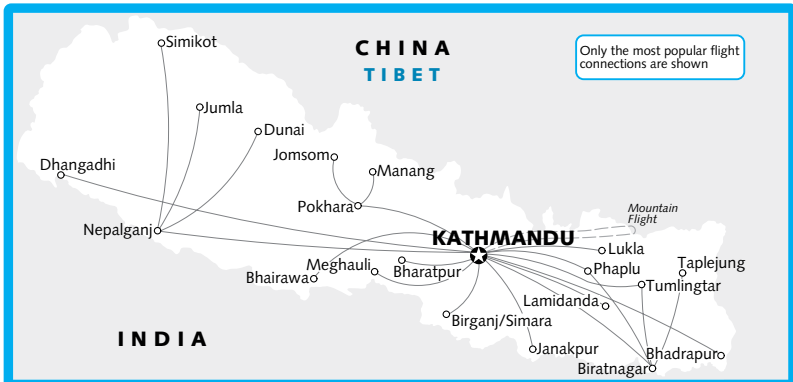 Simikot
CHINA
TIBET
Only the most popular flight
connections are shown
Jumla
Dunai
Jomsom
Dhangadhi
Manang
Pokhara
Mountain
Flight
Nepalganj
KATHMANDU
Lukla
Taplejung
Meghauli
Bharatpur
Phaplu
Bhairawa
Tumlingtar
Lamidanda
Birganj/Simara
INDIA
Janakpur
Bhadrapur
Biratnagar